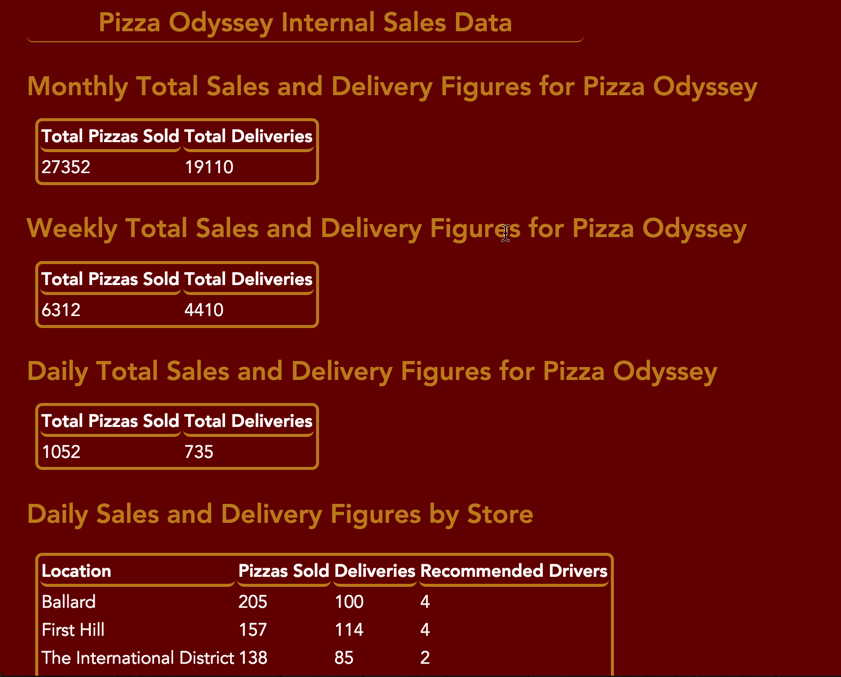 Pizza Odyssey Internal Sales Data
Monthly Total Sales and Delivery Figures for Pizza Odyssey
Total Pizzas Sold Total Deliveries
27352 19110
Weekly Total Sales and Delivery Figures for Pizza Odyssey
Total Pizzas Sold Total Deliveries
6312 4410
Daily Total Sales and Delivery Figures for Pizza Odyssey
Total Pizzas Sold Total Deliveries
1052 735
Daily Sales and Delivery Figures by Store
Location Pizzas Sold Deliveries Recommended Drivers
Ballard 205 100 4
First Hill 157 114 4
The International District 138 85 2